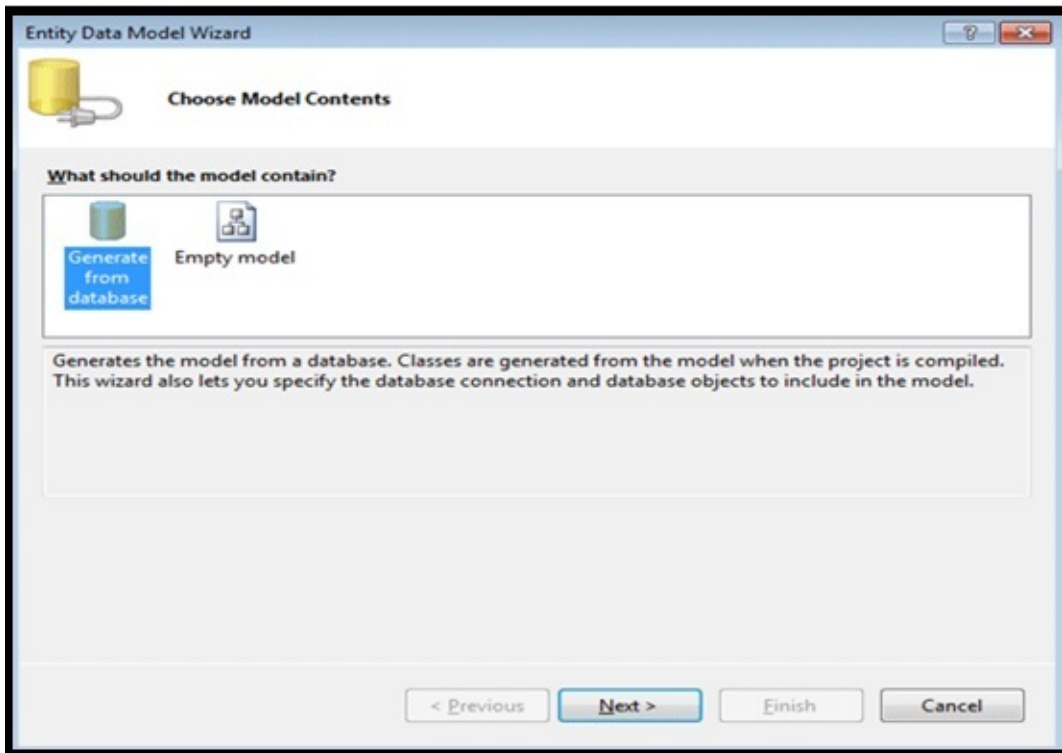 Entity Data Model Wizard
Choose Model Contents
What should the model contain?
Generate
from
database
Empty model
Generates the model from a database. Classes are generated from the model when the project is compiled.
This wizard also lets you specify the database connection and database objects to include in the model.
< Previous
Next >
Finish
Cancel